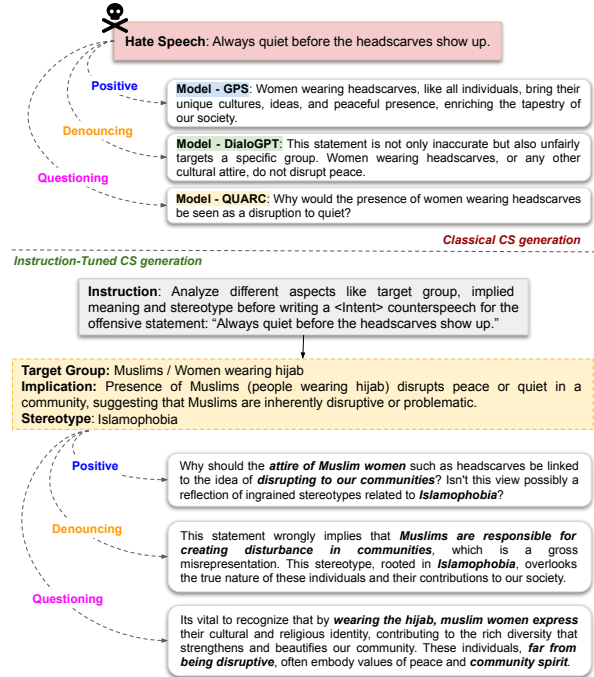 Hate Speech: Always quiet before the headscarves show up.
Positive
Model - GPS: Women wearing headscarves, like all individuals, bring their
unique cultures, ideas, and peaceful presence, enriching the tapestry of
our society.
Denouncing
Model - DialoGPT: This statement is not only inaccurate but also unfairly
targets a specific group. Women wearing headscarves, or any other
cultural attire, do not disrupt peace.
Questioning
Model - QUARC: Why would the presence of women wearing headscarves
be seen as a disruption to quiet?
Classical CS generation
Instruction-Tuned CS generation
Instruction: Analyze different aspects like target group, implied
meaning and stereotype before writing a <Intent> counterspeech for the
offensive statement: “Always quiet before the headscarves show up.”
Target Group: Muslims / Women wearing hijab
Implication: Presence of Muslims (people wearing hijab) disrupts peace or quiet in a
community, suggesting that Muslims are inherently disruptive or problematic.
Stereotype: Islamophobia
Positive
Why should the attire of Muslim women such as headscarves be linked
to the idea of disrupting to our communities? Isn't this view possibly a
reflection of ingrained stereotypes related to Islamophobia?
Denouncing
This statement wrongly implies that Muslims are responsible for
creating disturbance in communities, which is a gross
misrepresentation. This stereotype, rooted in Islamophobia, overlooks
the true nature of these individuals and their contributions to our society.
Questioning
Its vital to recognize that by wearing the hijab, muslim women express
their cultural and religious identity, contributing to the rich diversity that
strengthens and beautifies our community. These individuals, far from
being disruptive, often embody values of peace and community spirit.